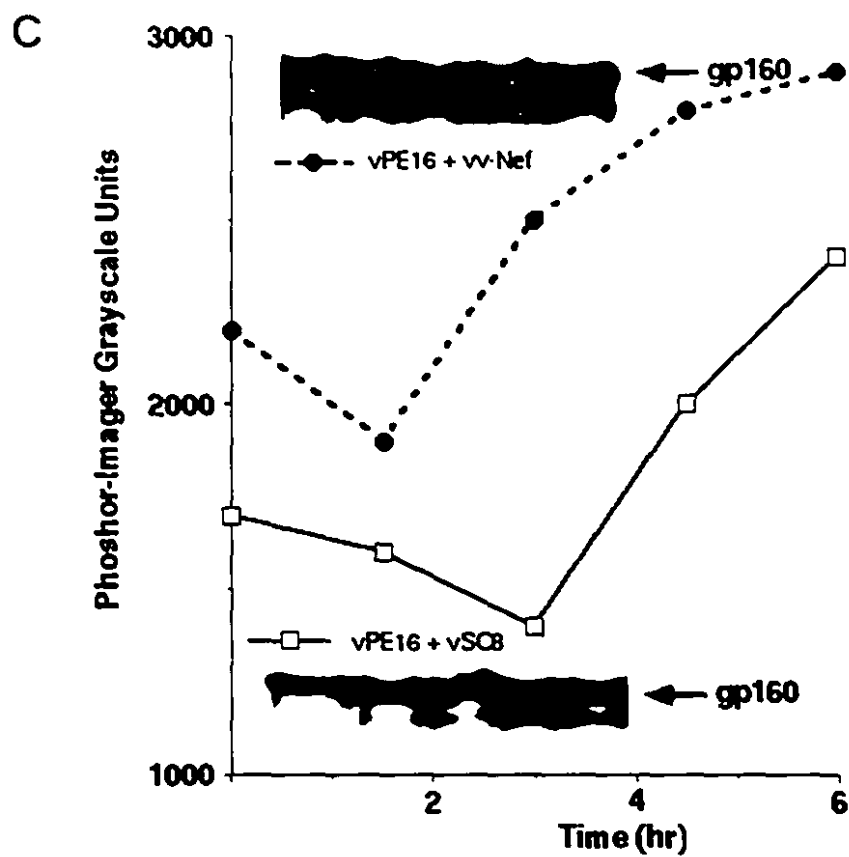 C
3000
gp160
vPE16 + vv-Nef
Phoshor-Imager Grayscale Units
2000
vPE16 + vSC8
gp160
1000
2
4
6
Time (hr)